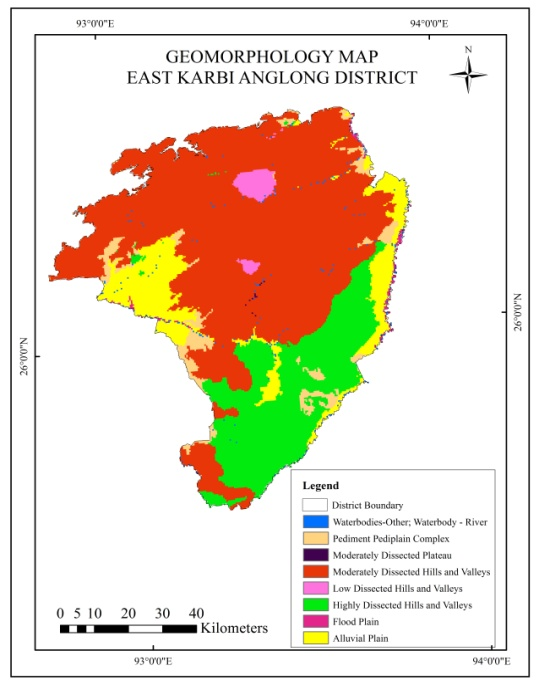 93°0'0"E 94°0'0"E
GEOMORPHOLOGY MAP
EAST KARBI ANGLONG DISTRICT
N
26°0'0"N
26°0'0"N
Legend
District Boundary
Waterbodies-Other; Waterbody - River
Pediment Pediplain Complex
Moderately Dissected Plateau
Moderately Dissected Hills and Valleys
Low Dissected Hills and Valleys
Highly Dissected Hills and Valleys
Flood Plain
Alluvial Plain
0 5 10 20 30 40
Kilometers
93°0'0"E 94°0'0"E